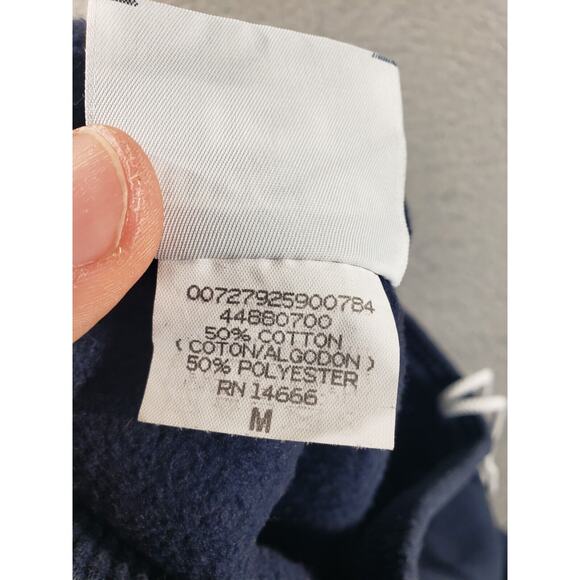 00727925900784
44880700
50% COTTON
( COTON/ALGODON )
50% POLYESTER
RN 14666
M